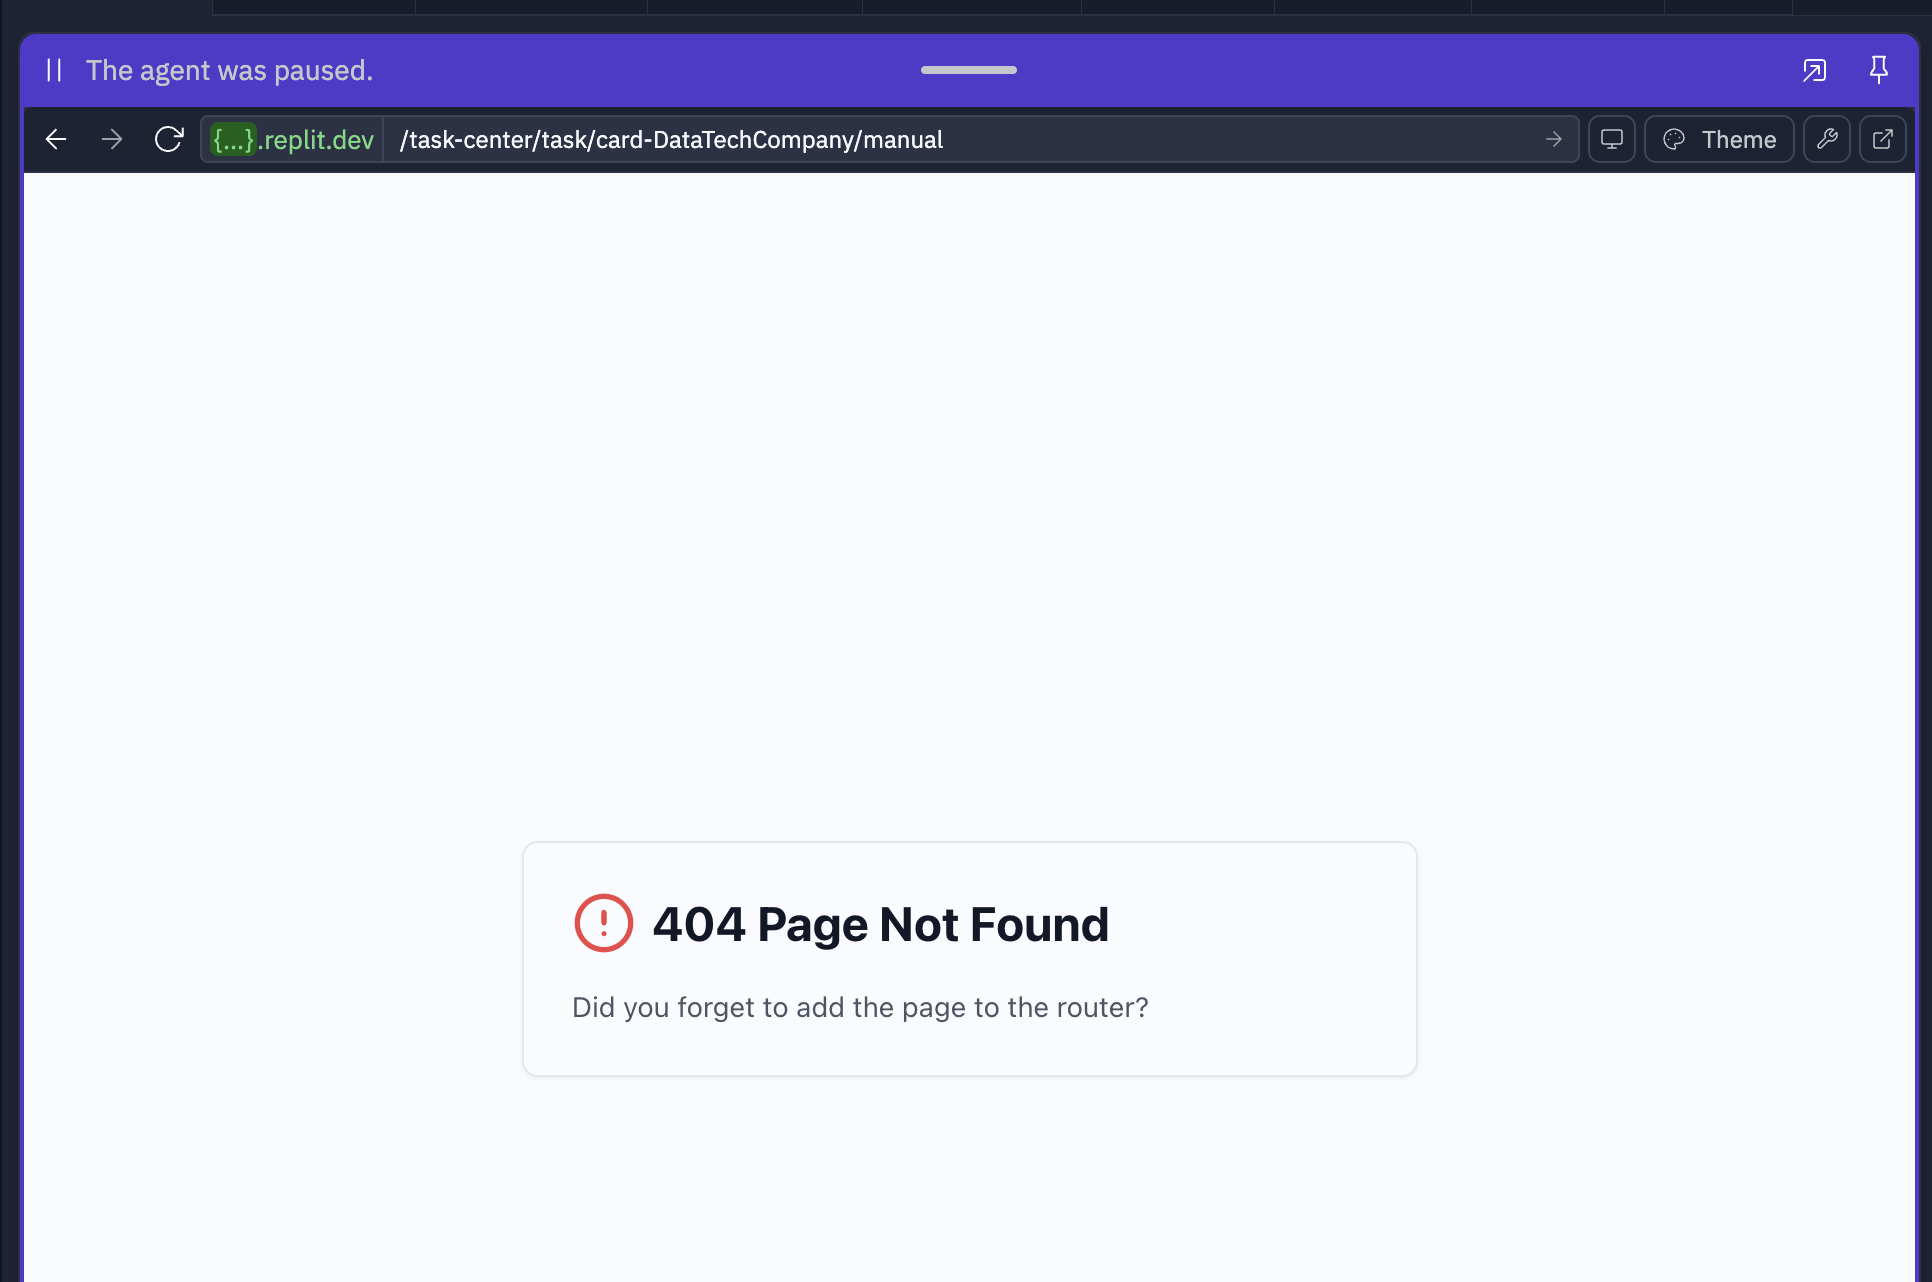 The agent was paused.
{...}.replit.dev /task-center/task/card-DataTechCompany/manual Theme
404 Page Not Found
Did you forget to add the page to the router?